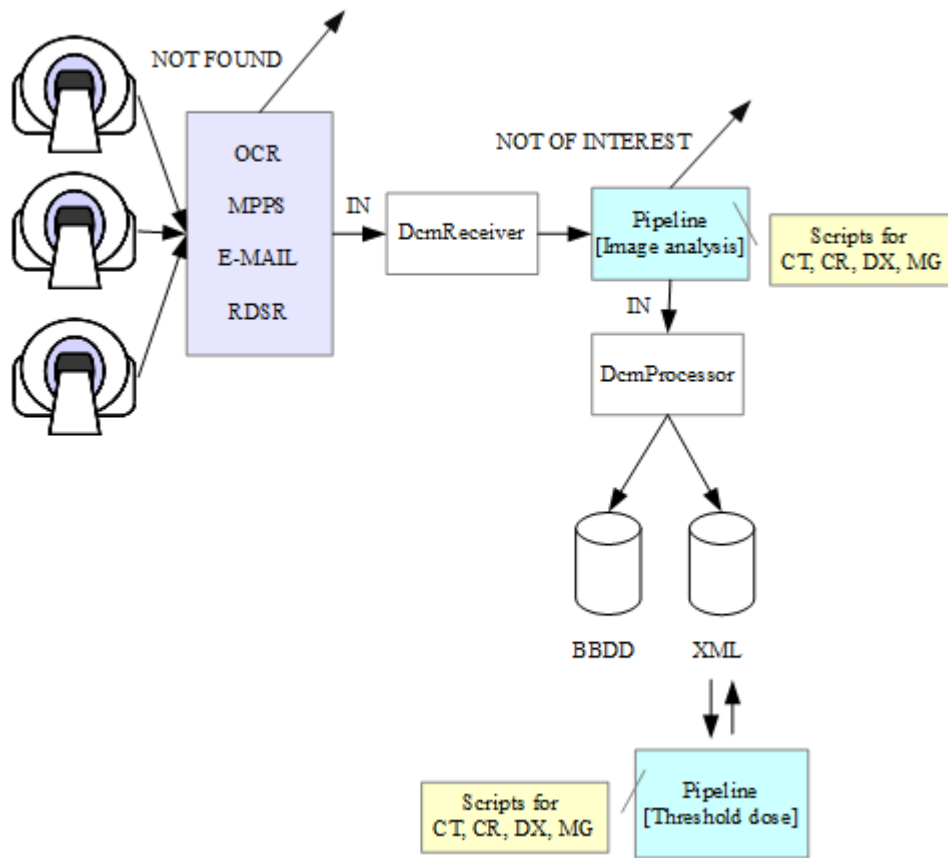 NOT FOUND
OCR
MPPS
E-MAIL
RDSR
IN
DcmReceiver
NOT OF INTEREST
Pipeline
[Image analysis]
Scripts for
CT, CR, DX, MG
IN
DcmProcessor
BBDD
XML
Scripts for
CT, CR, DX, MG
Pipeline
[Threshold dose]